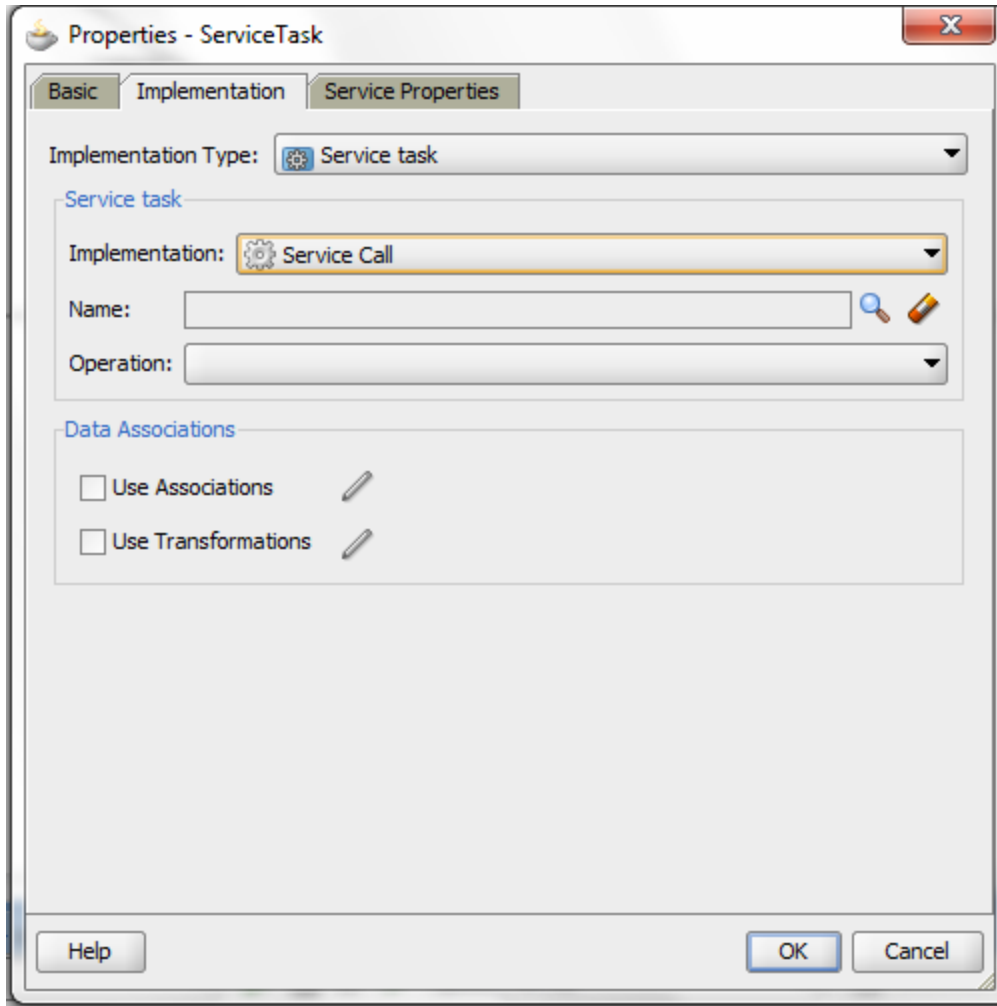 Properties - ServiceTask
Basic Implementation Service Properties
Implementation Type: Service task
Service task
Implementation: Service Call
Name:
Operation:
Data Associations
Use Associations
Use Transformations
Help OK Cancel